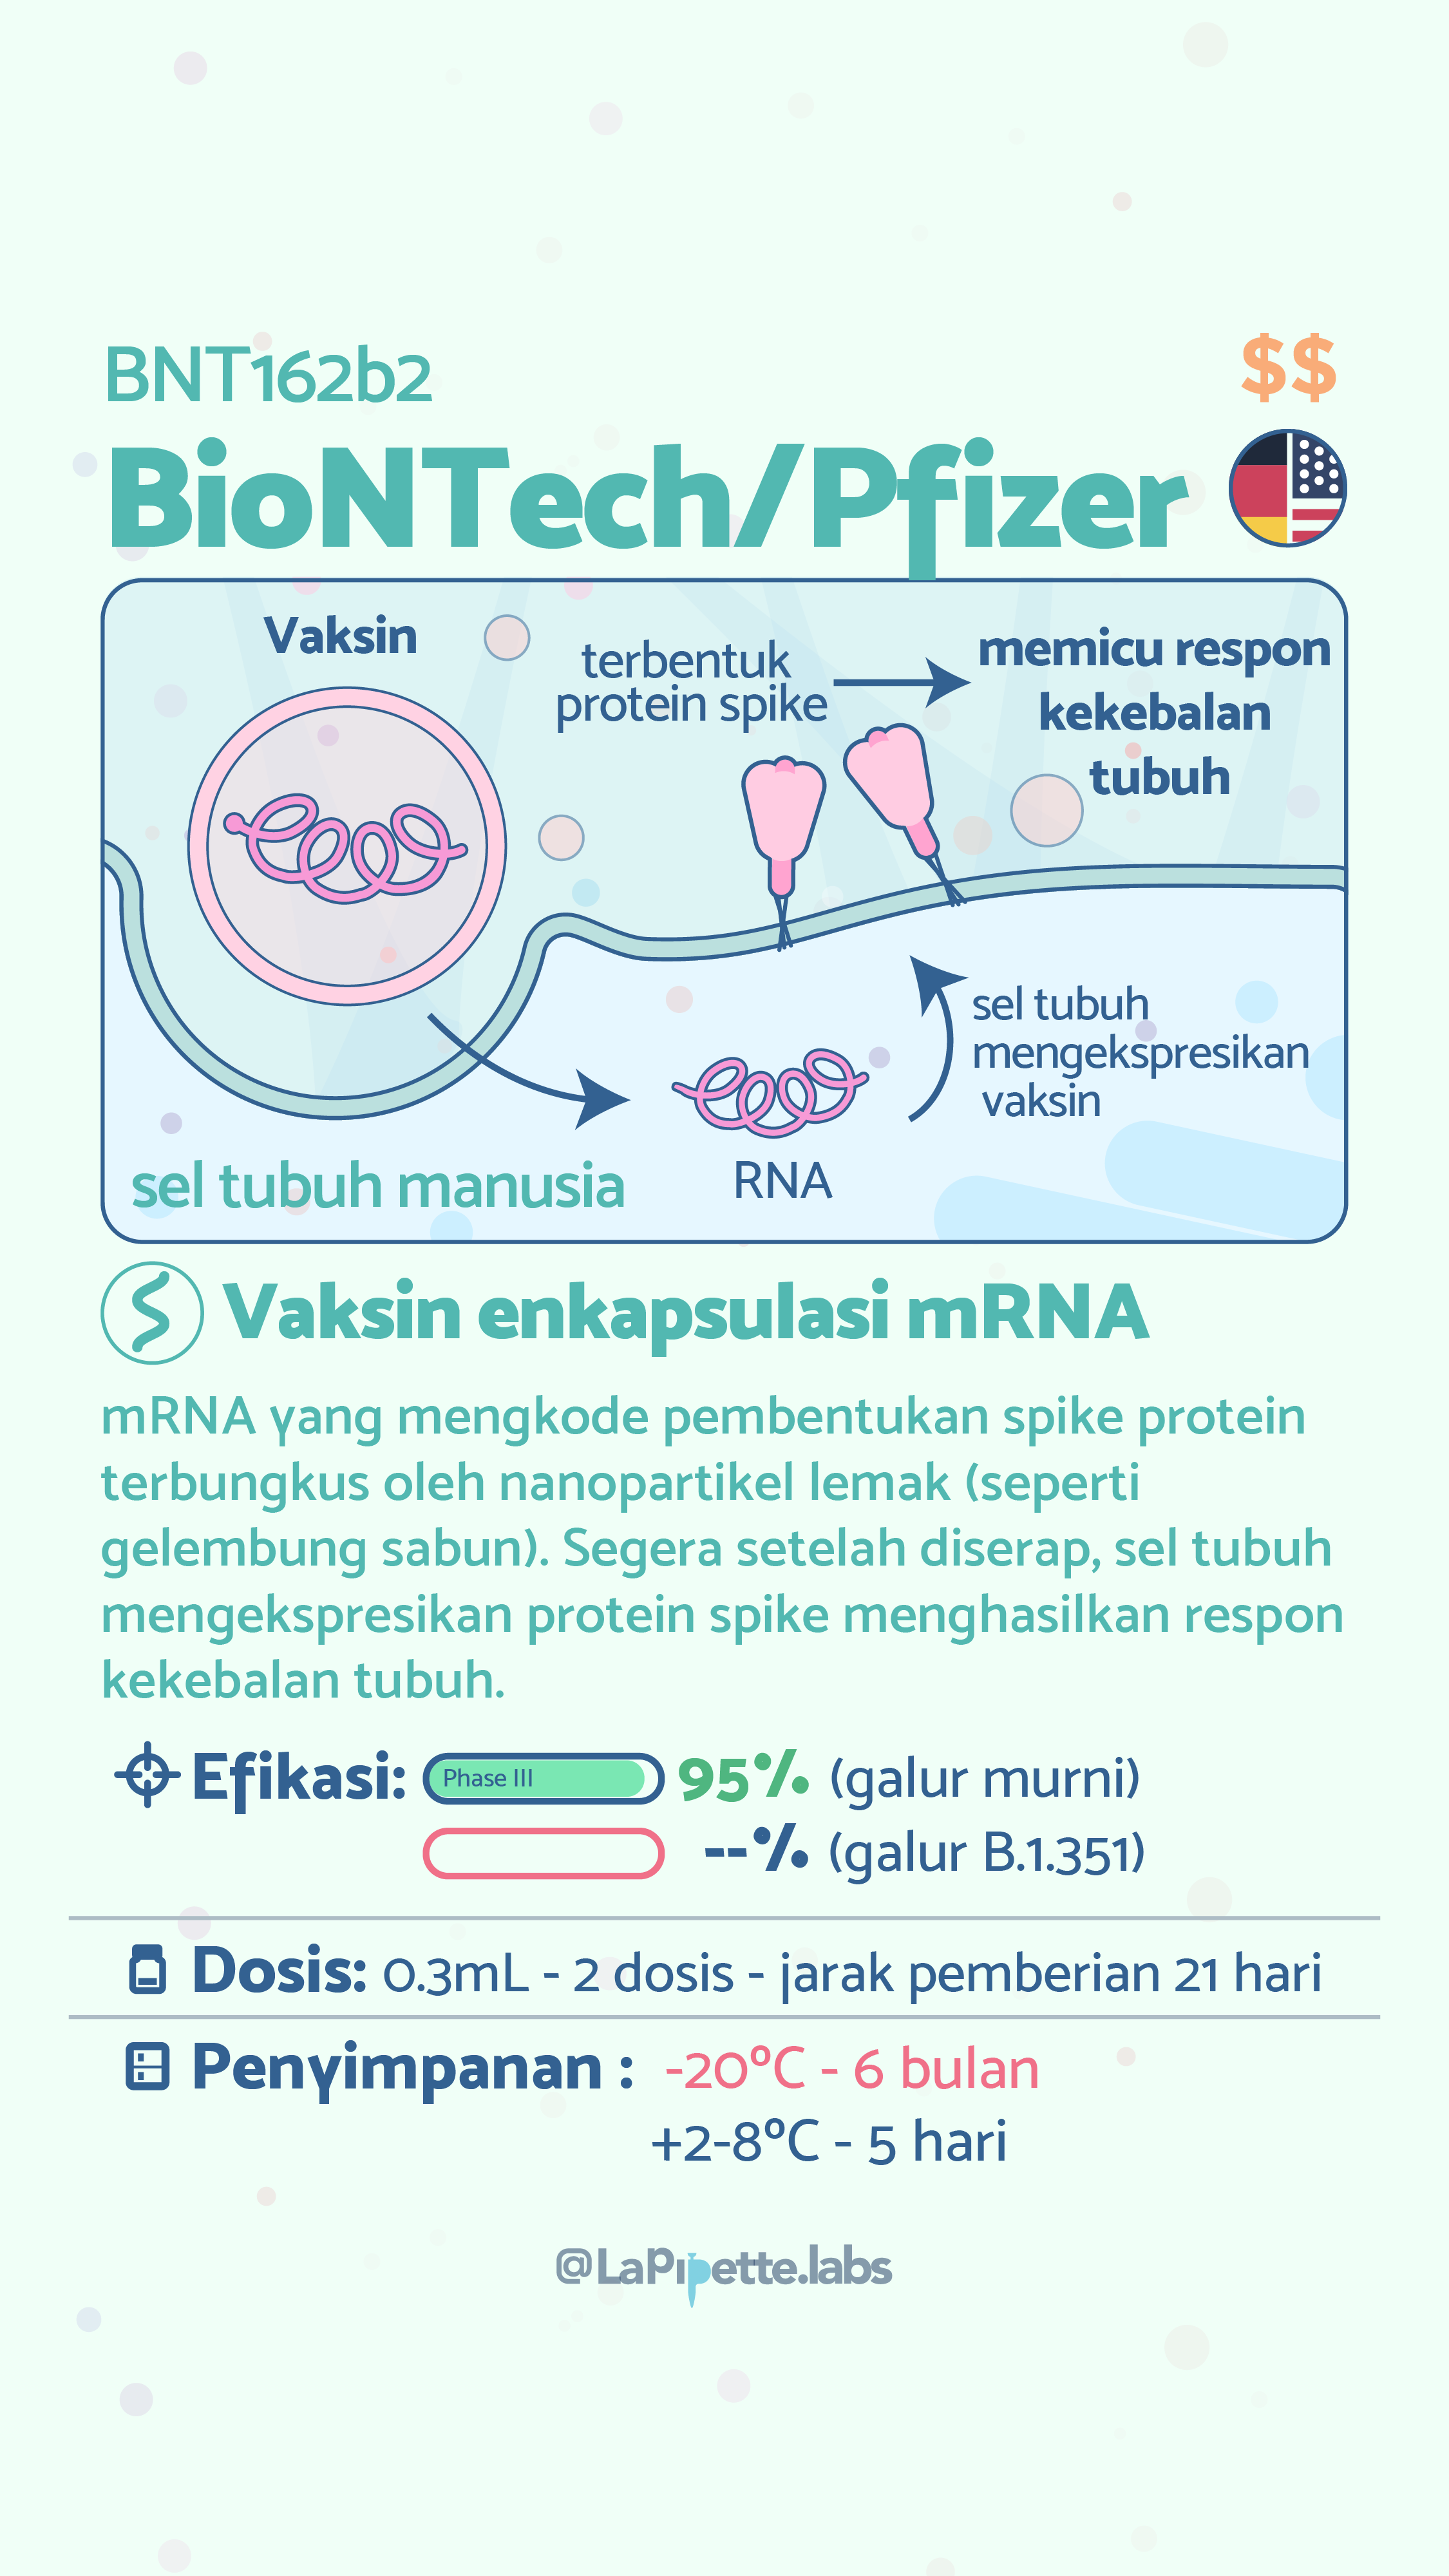 BNT162b2
$$
BioNTech/Pfizer
Vaksin
terbentuk
protein spike
memicu respon
kekebalan
tubuh
sel tubuh
mengekspresikan
vaksin
sel tubuh manusia
RNA
Vaksin enkapsulasi mRNA
mRNA yang mengkode pembentukan spike protein
terbungkus oleh nanopartikel lemak (seperti
gelembung sabun). Segera setelah diserap, sel tubuh
mengekspresikan protein spike menghasilkan respon
kekebalan tubuh.
Efikasi: Phase III 95% (galur murni)
--% (galur B.1.351)
Dosis: 0.3mL - 2 dosis - jarak pemberian 21 hari
Penyimpanan : -20ºC - 6 bulan
+2-8ºC - 5 hari
@LaPipette.labs